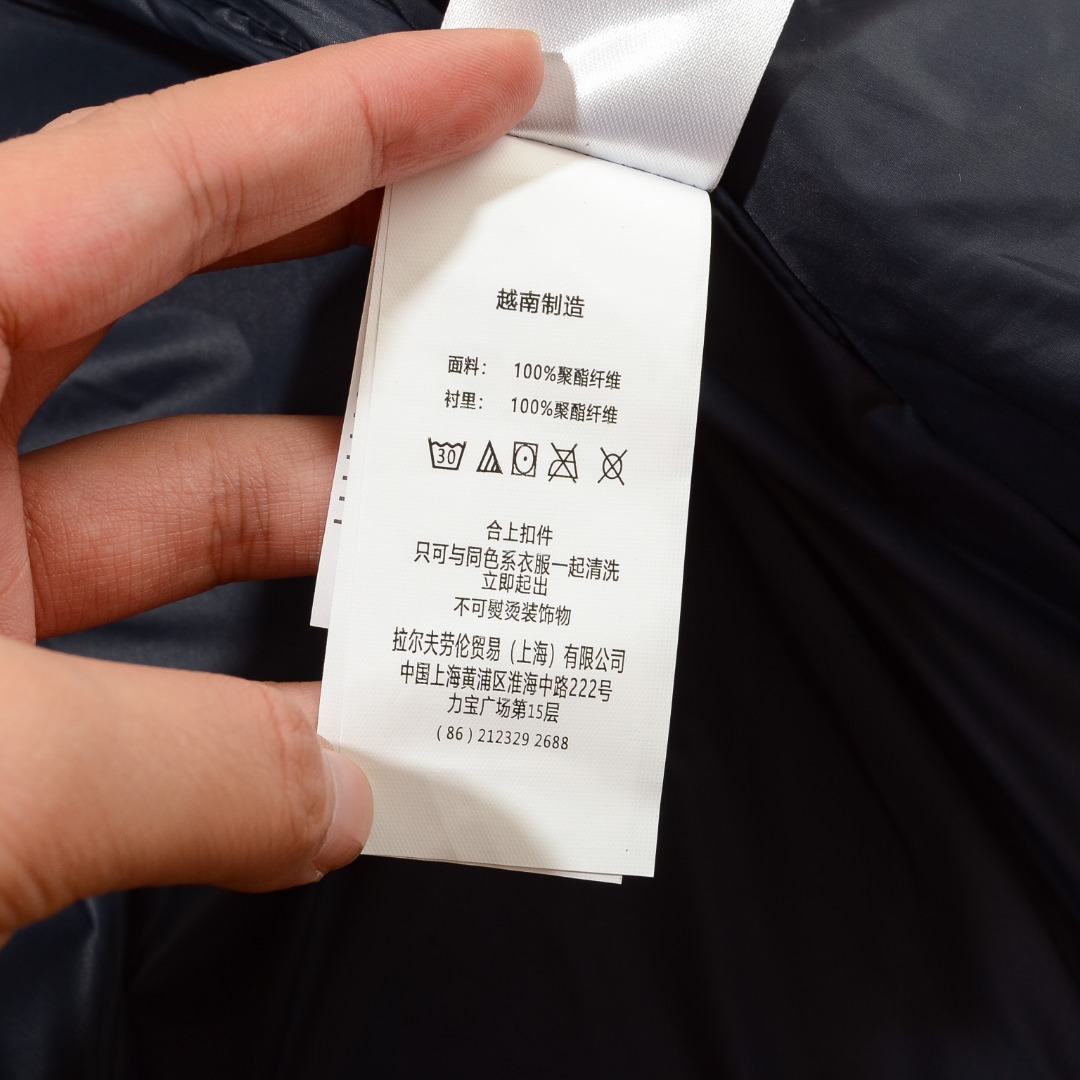 越南制造
面料： 100%聚酯纤维
衬里： 100%聚酯纤维
30
合上扣件
只可与同色系衣服一起清洗
立即起出
不可熨烫装饰物
拉尔夫劳伦贸易（上海）有限公司
中国上海黄浦区淮海中路222号
力宝广场第15层
(86) 212329 2688